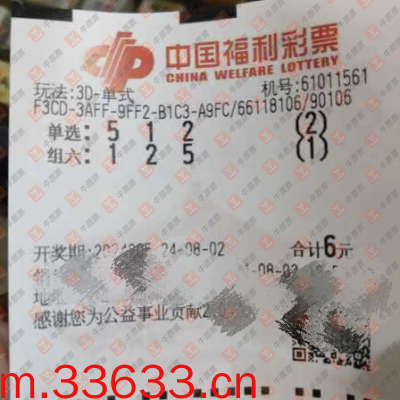 中国福利彩票
CHINA WELFARE LOTTERY
玩法:3D-单式 机号:61011561
F3CD-3AFF-9FF2-B1C3-A9FC/66118106/90106
单选: 5 1 2 (2)
组六: 1 2 5 (1)
开奖期: 24-08-02 合计6元
感谢您为公益事业贡献
m.33633.cn